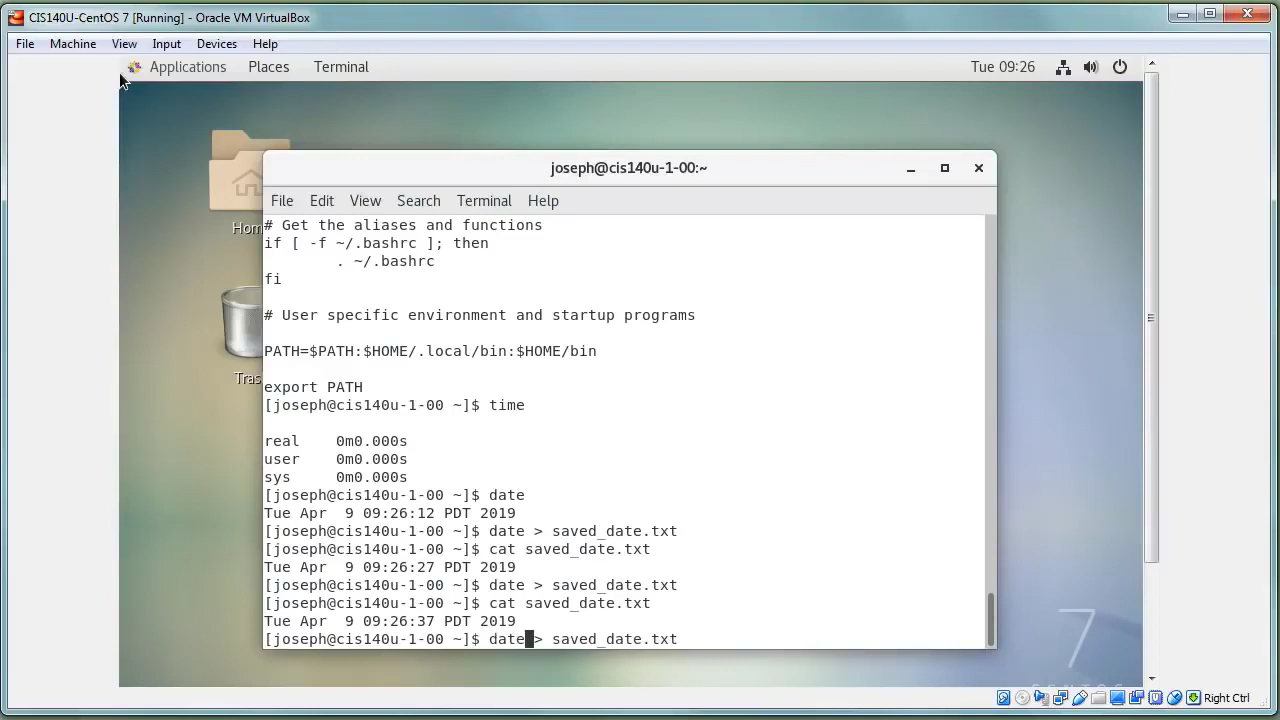 CIS140U-CentOS 7 [Running] - Oracle VM VirtualBox
File Machine View Input Devices Help
Applications Places Terminal Tue 09:26
joseph@cis140u-1-00:~
File Edit View Search Terminal Help
Hom
Tras
# Get the aliases and functions
if [ -f ~/.bashrc ]; then
        . ~/.bashrc
fi
# User specific environment and startup programs
PATH=$PATH:$HOME/.local/bin:$HOME/bin
export PATH
[joseph@cis140u-1-00 ~]$ time
real    0m0.000s
user    0m0.000s
sys     0m0.000s
[joseph@cis140u-1-00 ~]$ date
Tue Apr  9 09:26:12 PDT 2019
[joseph@cis140u-1-00 ~]$ date > saved_date.txt
[joseph@cis140u-1-00 ~]$ cat saved_date.txt
Tue Apr  9 09:26:27 PDT 2019
[joseph@cis140u-1-00 ~]$ date > saved_date.txt
[joseph@cis140u-1-00 ~]$ cat saved_date.txt
Tue Apr  9 09:26:37 PDT 2019
[joseph@cis140u-1-00 ~]$ date > saved_date.txt
7
Right Ctrl